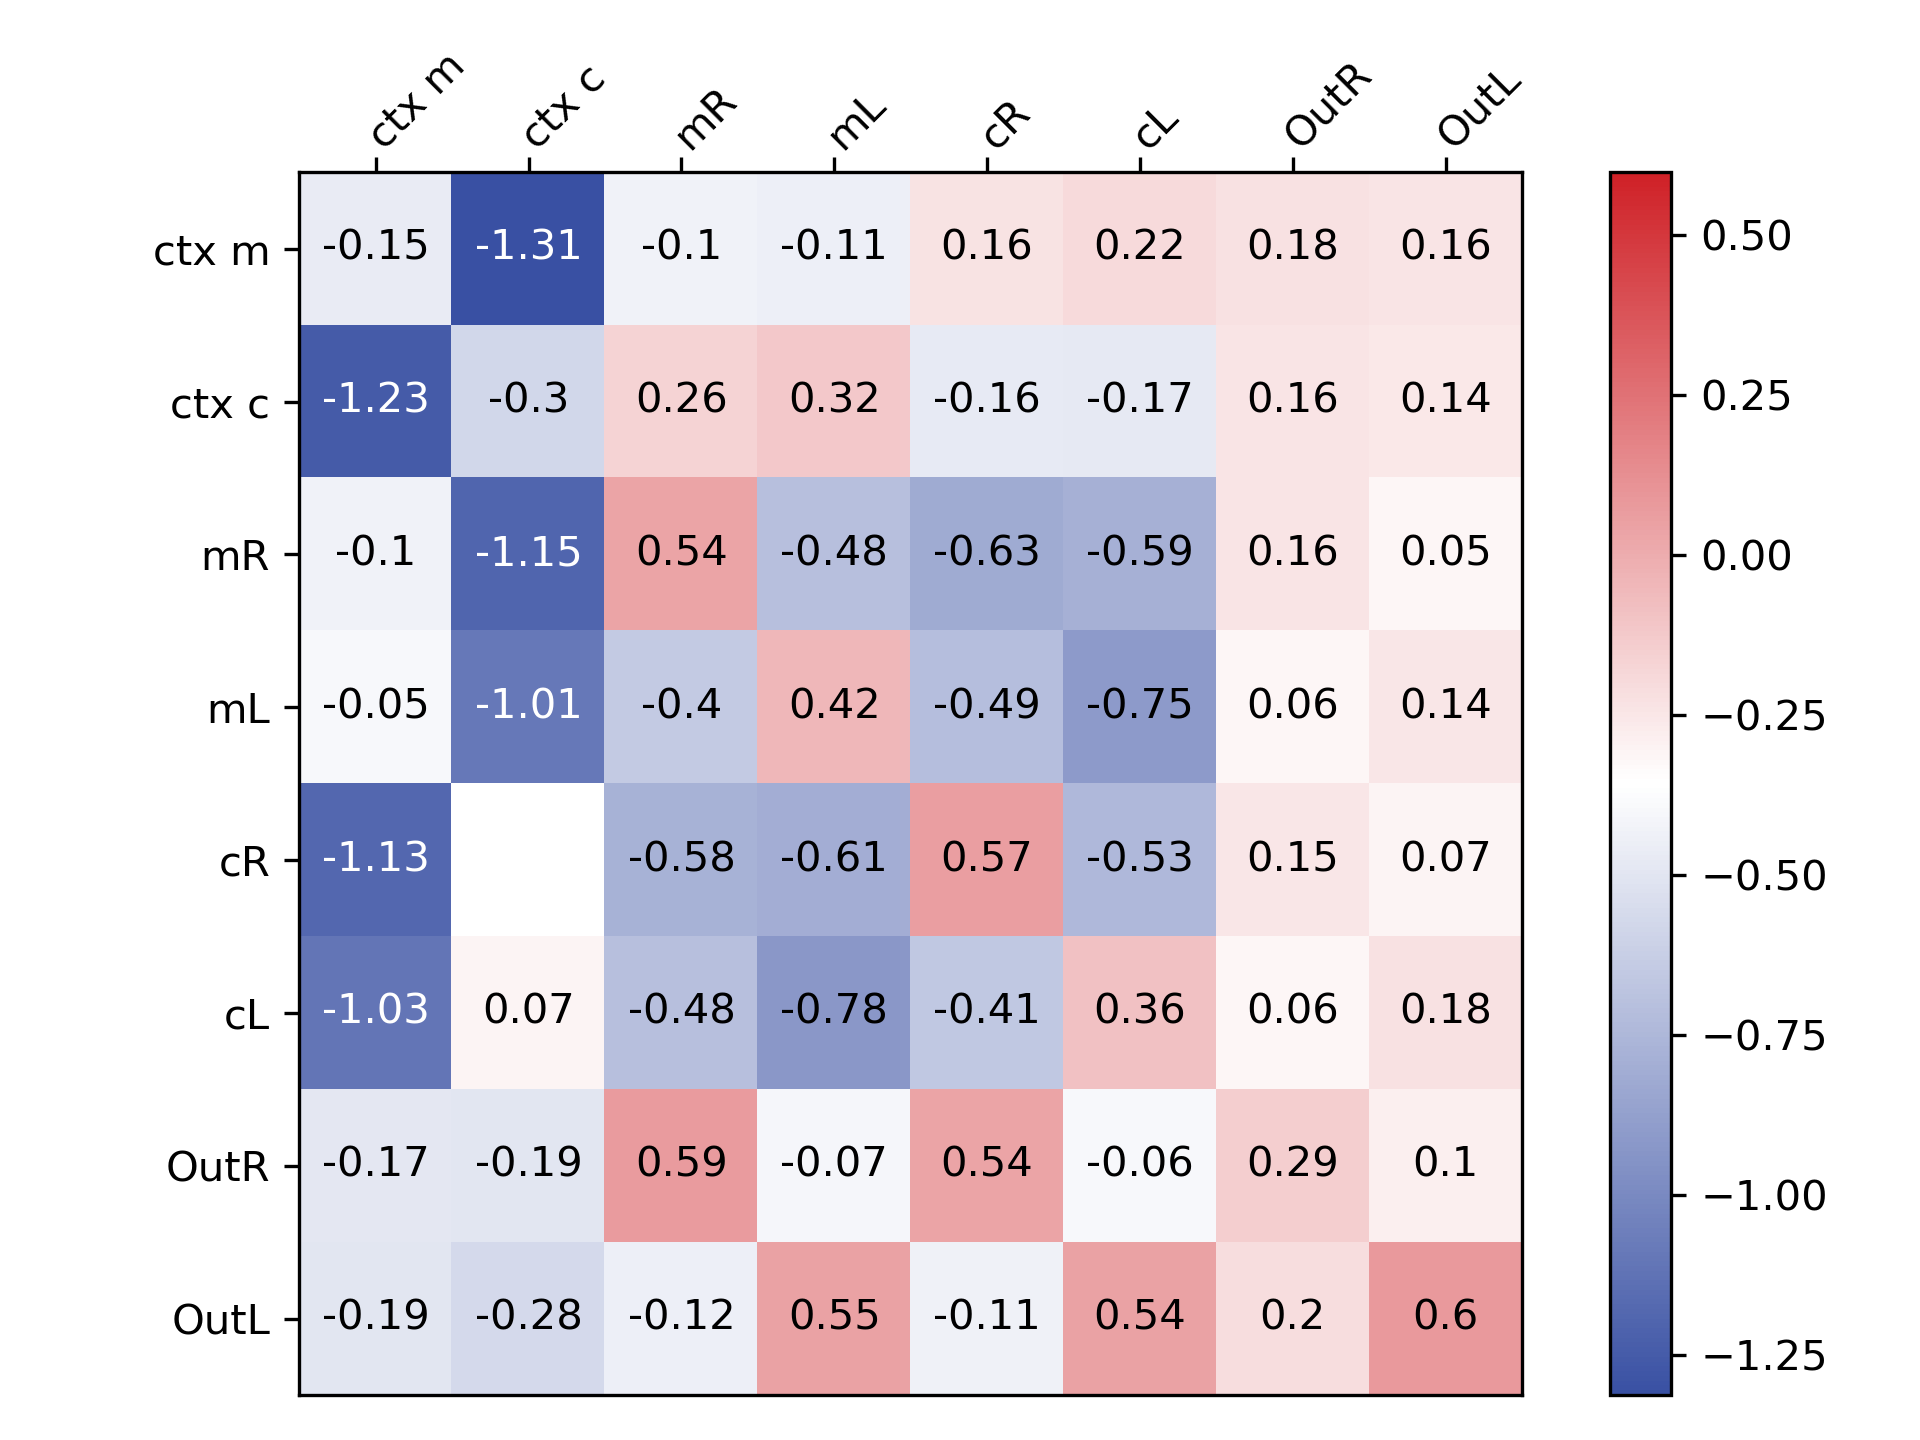 ctx m ctx c mR mL cR cL OutR OutL
ctx m -0.15 -1.31 -0.1 -0.11 0.16 0.22 0.18 0.16
ctx c -1.23 -0.3 0.26 0.32 -0.16 -0.17 0.16 0.14
mR -0.1 -1.15 0.54 -0.48 -0.63 -0.59 0.16 0.05
mL -0.05 -1.01 -0.4 0.42 -0.49 -0.75 0.06 0.14
cR -1.13 -0.58 -0.61 0.57 -0.53 0.15 0.07
cL -1.03 0.07 -0.48 -0.78 -0.41 0.36 0.06 0.18
OutR -0.17 -0.19 0.59 -0.07 0.54 -0.06 0.29 0.1
OutL -0.19 -0.28 -0.12 0.55 -0.11 0.54 0.2 0.6
0.50
0.25
0.00
−0.25
−0.50
−0.75
−1.00
−1.25